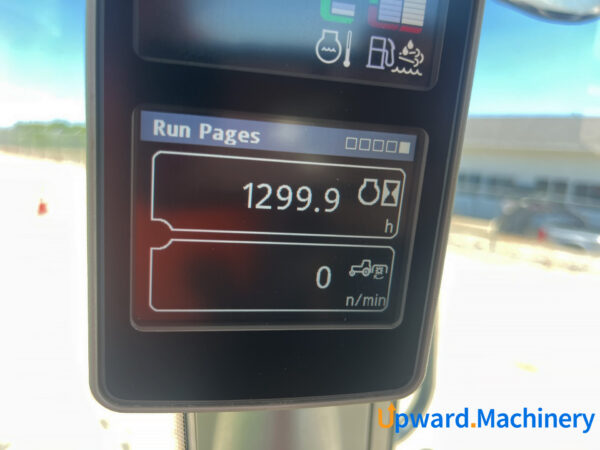 Run Pages
1299.9
h
0
n/min
Upward.Machinery